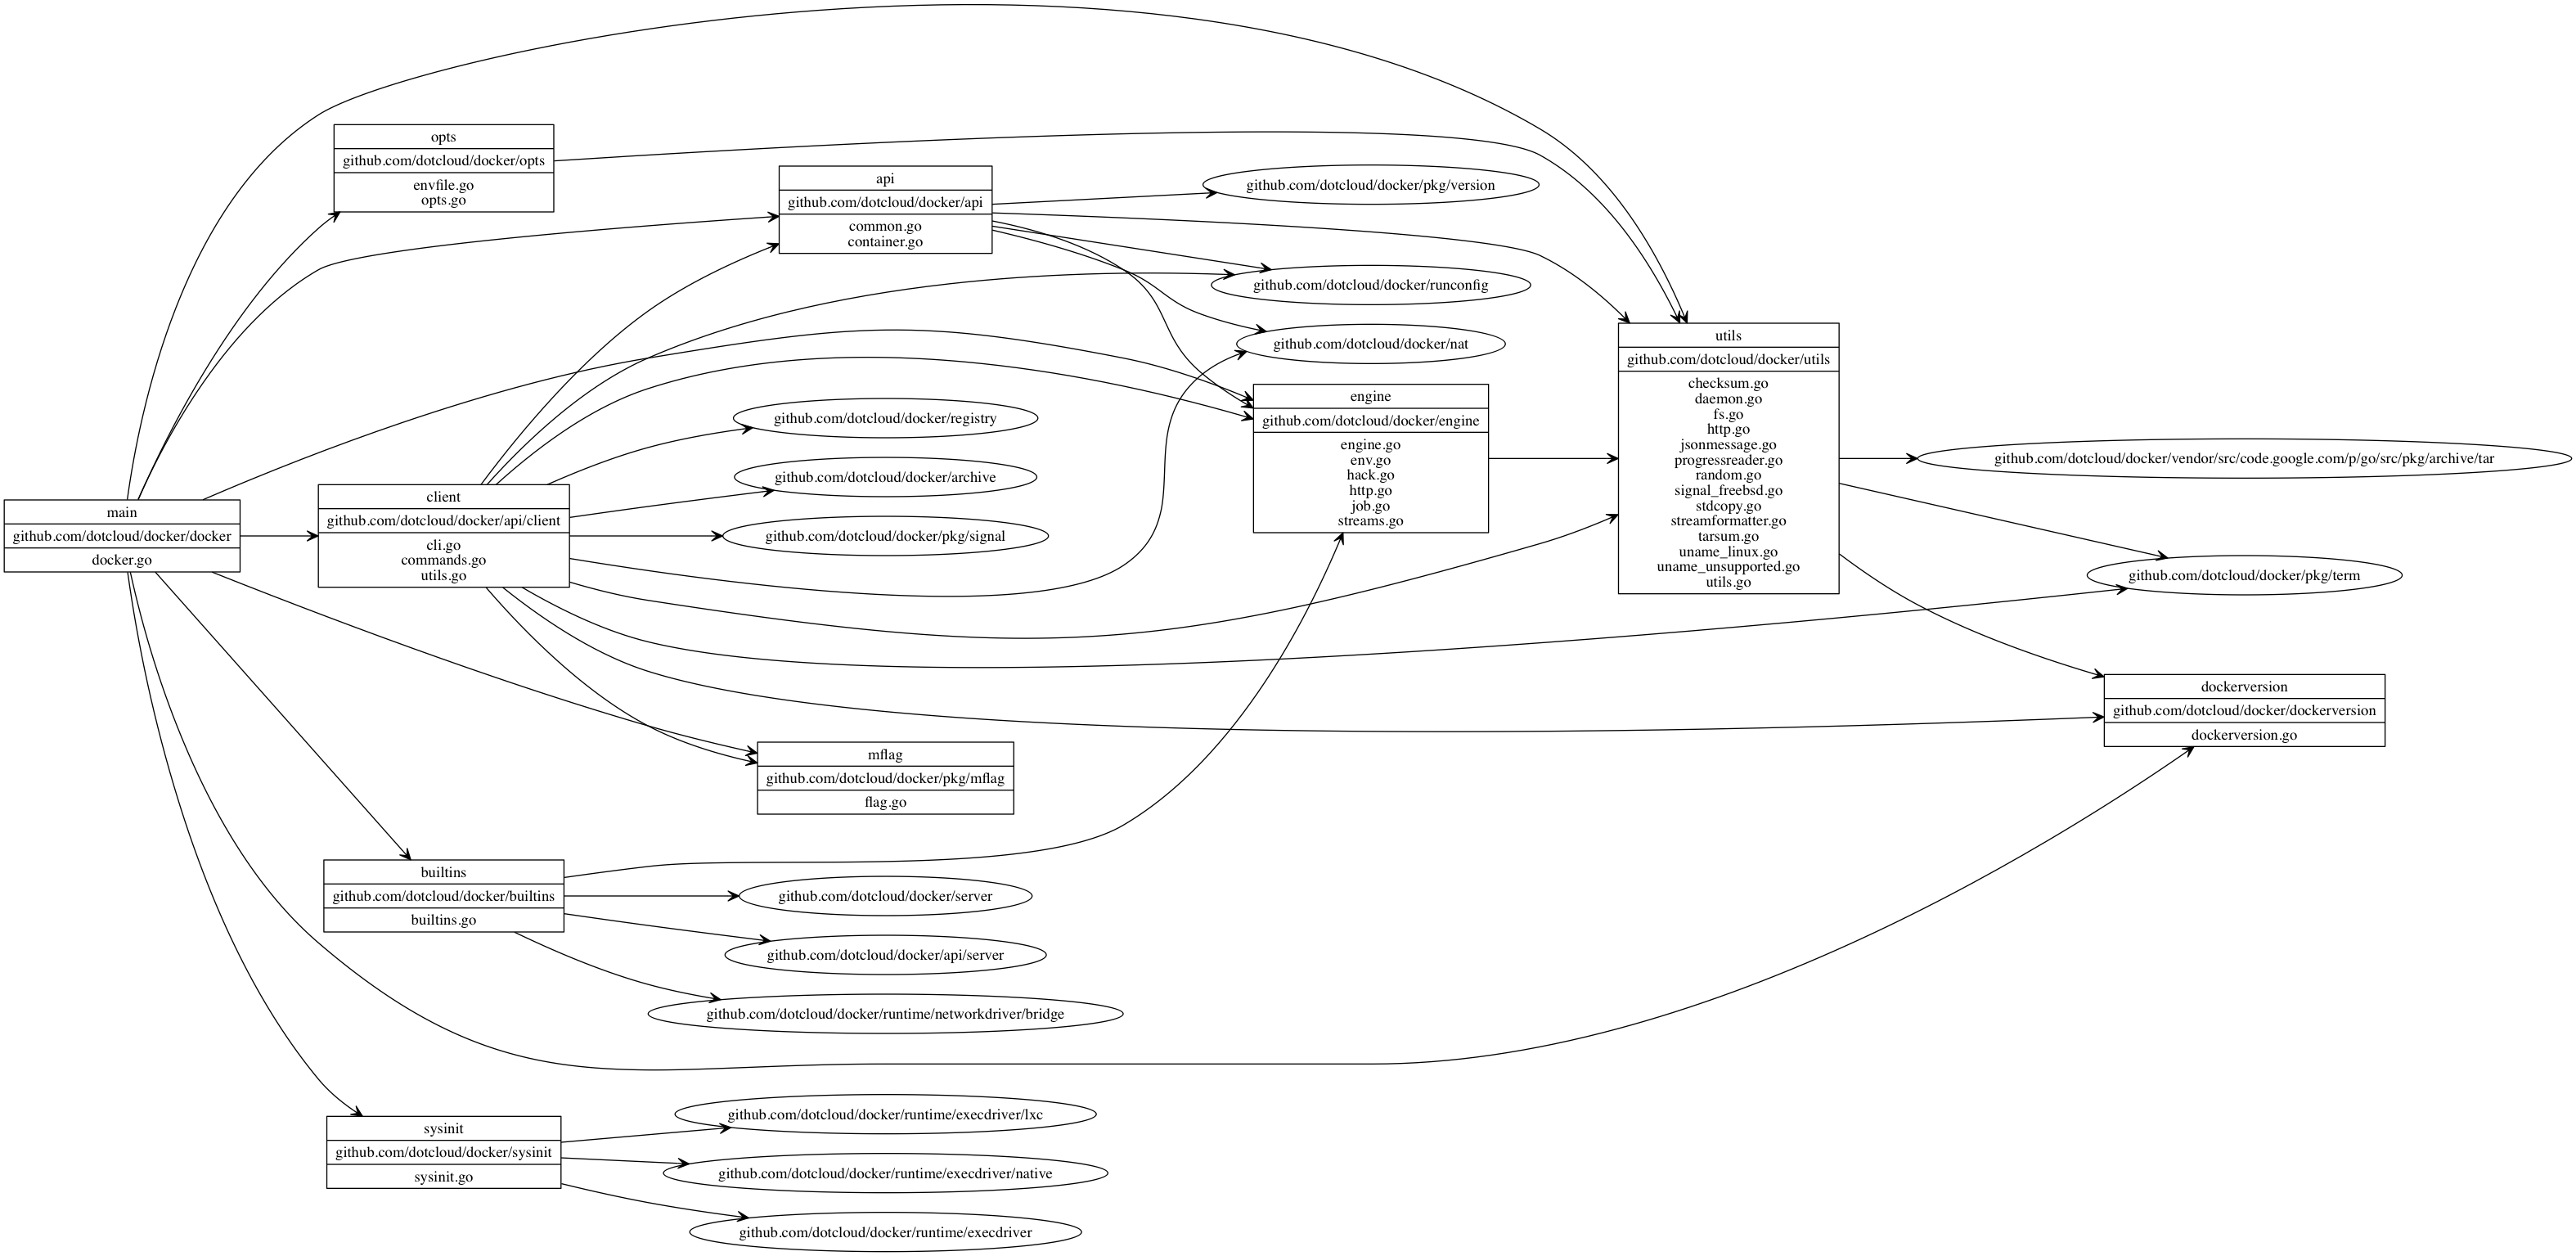 opts
github.com/dotcloud/docker/opts
envfile.go
opts.go
api
github.com/dotcloud/docker/api
common.go
container.go
github.com/dotcloud/docker/pkg/version
github.com/dotcloud/docker/runconfig
github.com/dotcloud/docker/nat
utils
github.com/dotcloud/docker/utils
checksum.go
daemon.go
fs.go
http.go
jsonmessage.go
progressreader.go
random.go
signal_freebsd.go
stdcopy.go
streamformatter.go
tarsum.go
uname_linux.go
uname_unsupported.go
utils.go
engine
github.com/dotcloud/docker/engine
engine.go
env.go
hack.go
http.go
job.go
streams.go
github.com/dotcloud/docker/registry
github.com/dotcloud/docker/archive
github.com/dotcloud/docker/pkg/signal
github.com/dotcloud/docker/vendor/src/code.google.com/p/go/src/pkg/archive/tar
github.com/dotcloud/docker/pkg/term
main
github.com/dotcloud/docker/docker
docker.go
client
github.com/dotcloud/docker/api/client
cli.go
commands.go
utils.go
dockerversion
github.com/dotcloud/docker/dockerversion
dockerversion.go
mflag
github.com/dotcloud/docker/pkg/mflag
flag.go
builtins
github.com/dotcloud/docker/builtins
builtins.go
github.com/dotcloud/docker/server
github.com/dotcloud/docker/api/server
github.com/dotcloud/docker/runtime/networkdriver/bridge
sysinit
github.com/dotcloud/docker/sysinit
sysinit.go
github.com/dotcloud/docker/runtime/execdriver/lxc
github.com/dotcloud/docker/runtime/execdriver/native
github.com/dotcloud/docker/runtime/execdriver